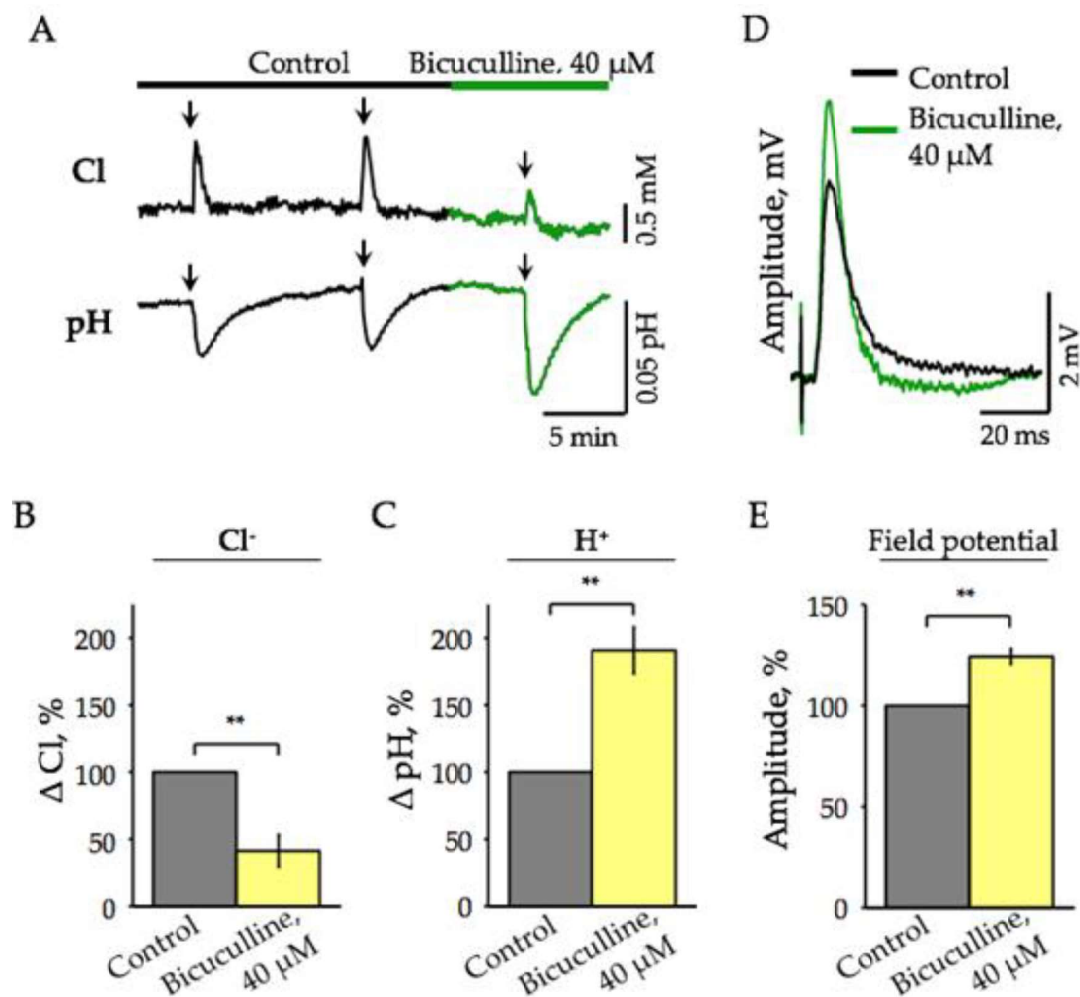 A
Control
Bicuculline, 40 µM
Cl
0.5 mM
pH
0.05 pH
5 min
D
Control
Bicuculline,
40 µM
Amplitude, mV
2 mV
20 ms
B
Cl-
**
Δ Cl, %
200
150
100
50
0
Control
Bicuculline,
40 µM
C
H+
**
Δ pH, %
200
150
100
50
0
Control
Bicuculline,
40 µM
E
Field potential
**
Amplitude, %
150
100
50
0
Control
Bicuculline,
40 µM